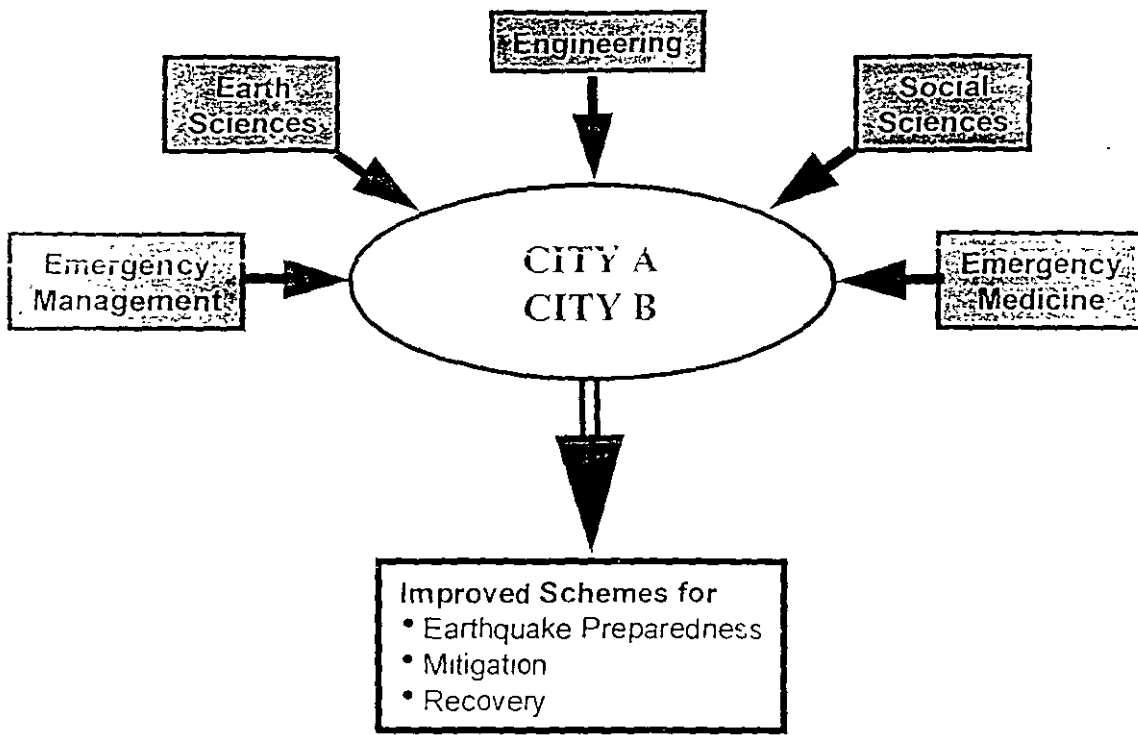 Engineering
Earth
Sciences
Social
Sciences
Emergency
Management
CITY A
CITY B
Emergency
Medicine
Improved Schemes for
• Earthquake Preparedness
• Mitigation
• Recovery